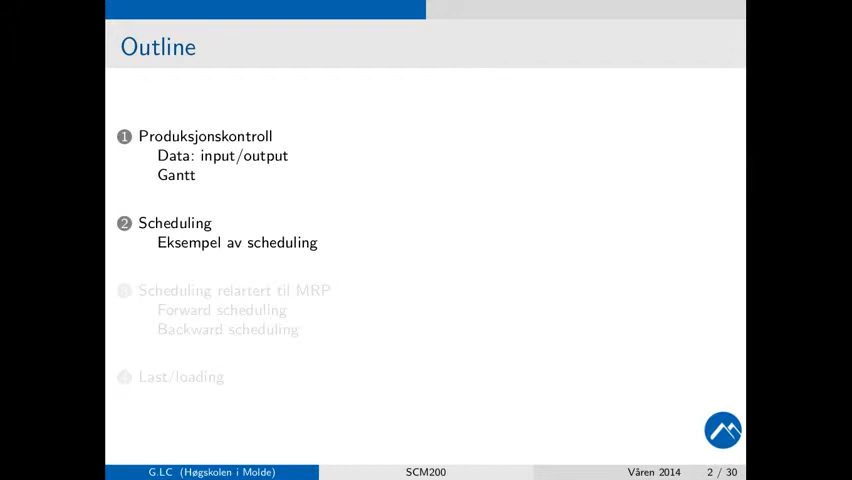 Outline
1 Produksjonskontroll
Data: input/output
Gantt
2 Scheduling
Eksempel av scheduling
3 Scheduling relartert til MRP
Forward scheduling
Backward scheduling
4 Last/loading
G.LC (Høgskolen i Molde) SCM200 Våren 2014 2 / 30